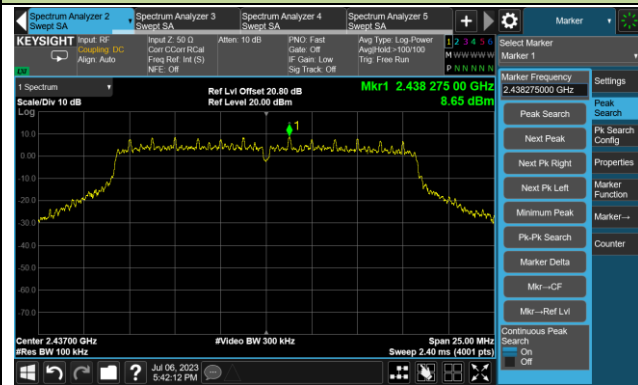 Spectrum Analyzer 2
Swept SA
Spectrum Analyzer 3
Swept SA
Spectrum Analyzer 4
Swept SA
Spectrum Analyzer 5
Swept SA
+
Marker
KEYSIGHT
Input: RF
Coupling: DC
Align: Auto
Input Z: 50 Ω
Corr CCorr RCal
Freq Ref: Int (S)
NFE: Off
Atten: 10 dB
PNO: Fast
Gate: Off
IF Gain: Low
Sig Track: Off
Avg Type: Log-Power
Avg|Hold:>100/100
Trig: Free Run
1 2 3 4 5 6
M W W W W W
P N N N N N
Select Marker
Marker 1
1 Spectrum
Scale/Div 10 dB
Log
Ref Lvl Offset 20.80 dB
Ref Level 20.00 dBm
Mkr1 2.438 275 00 GHz
8.65 dBm
1
10.0
0.00
-10.0
-20.0
-30.0
-40.0
-50.0
-60.0
-70.0
Center 2.43700 GHz
#Res BW 100 kHz
#Video BW 300 kHz
Span 25.00 MHz
Sweep 2.40 ms (4001 pts)
Marker Frequency
2.438275000 GHz
Peak Search
Next Peak
Next Pk Right
Next Pk Left
Minimum Peak
Pk-Pk Search
Marker Delta
Mkr→CF
Mkr→Ref Lvl
Continuous Peak
Search
On
Off
Settings
Peak
Search
Pk Search
Config
Properties
Marker
Function
Marker→
Counter
?
Jul 06, 2023
5:42:12 PM